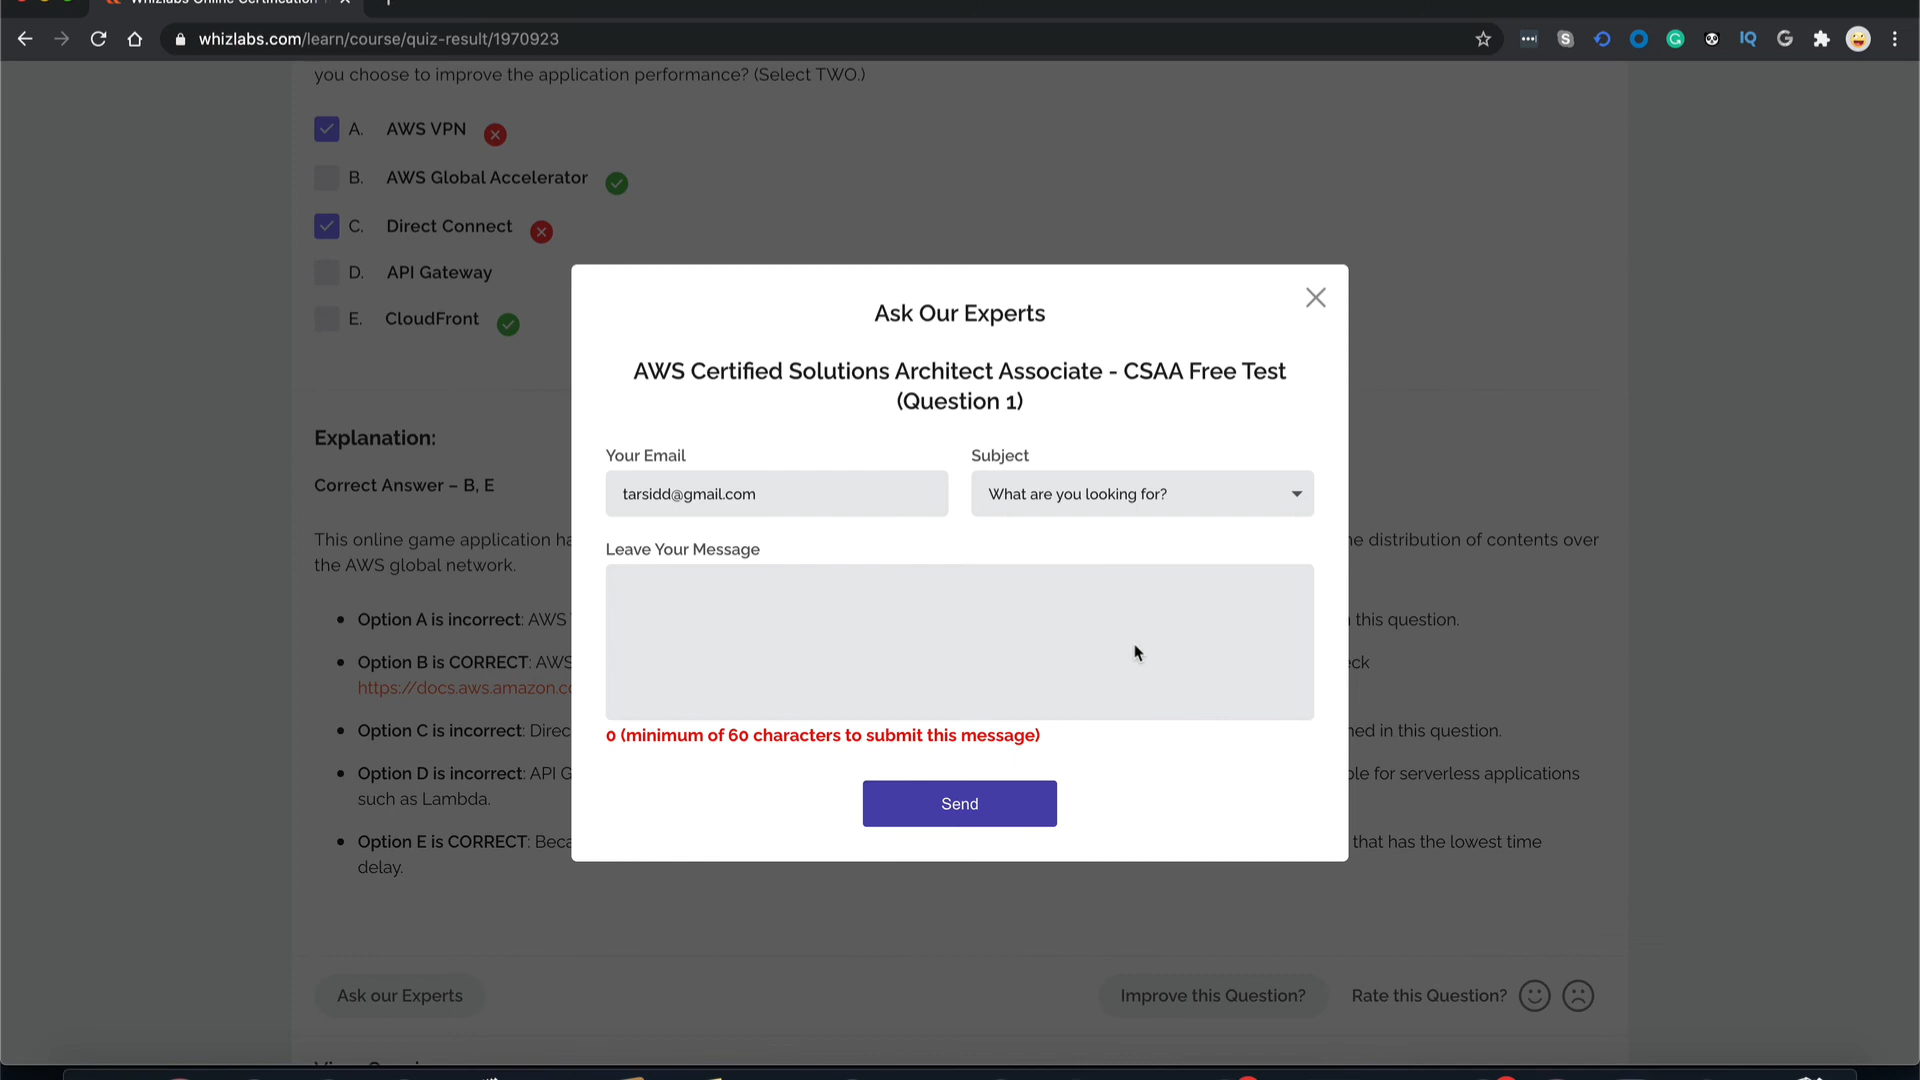 Whizlabs Online Certification
whizlabs.com/learn/course/quiz-result/1970923
you choose to improve the application performance? (Select TWO.)
A. AWS VPN
B. AWS Global Accelerator
C. Direct Connect
D. API Gateway
E. CloudFront
Ask Our Experts
AWS Certified Solutions Architect Associate - CSAA Free Test
(Question 1)
Your Email
Subject
tarsidd@gmail.com
What are you looking for?
Leave Your Message
0 (minimum of 60 characters to submit this message)
Send
Explanation:
Correct Answer – B, E
This online game application ha
e distribution of contents over
the AWS global network.
Option A is incorrect: AWS
this question.
Option B is CORRECT: AWS
ck
https://docs.aws.amazon.c
Option C is incorrect: Direc
ned in this question.
Option D is incorrect: API G
ble for serverless applications
such as Lambda.
Option E is CORRECT: Beca
that has the lowest time
delay.
Ask our Experts
Improve this Question?
Rate this Question?